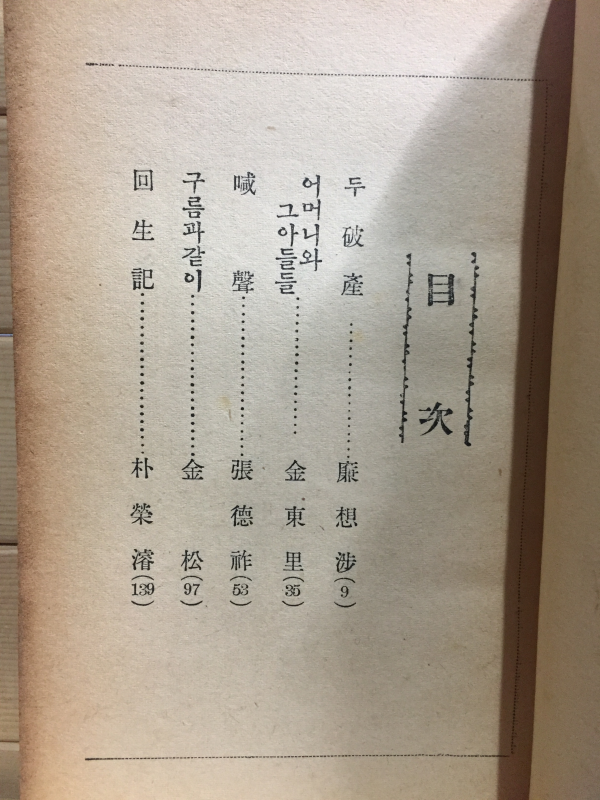 目次
두破產……………廉想涉(9)
어머니와
그아들들……………金東里(35)
喊聲……………張德祚(53)
구름과같이……………金松(97)
回生記……………朴榮濬(139)